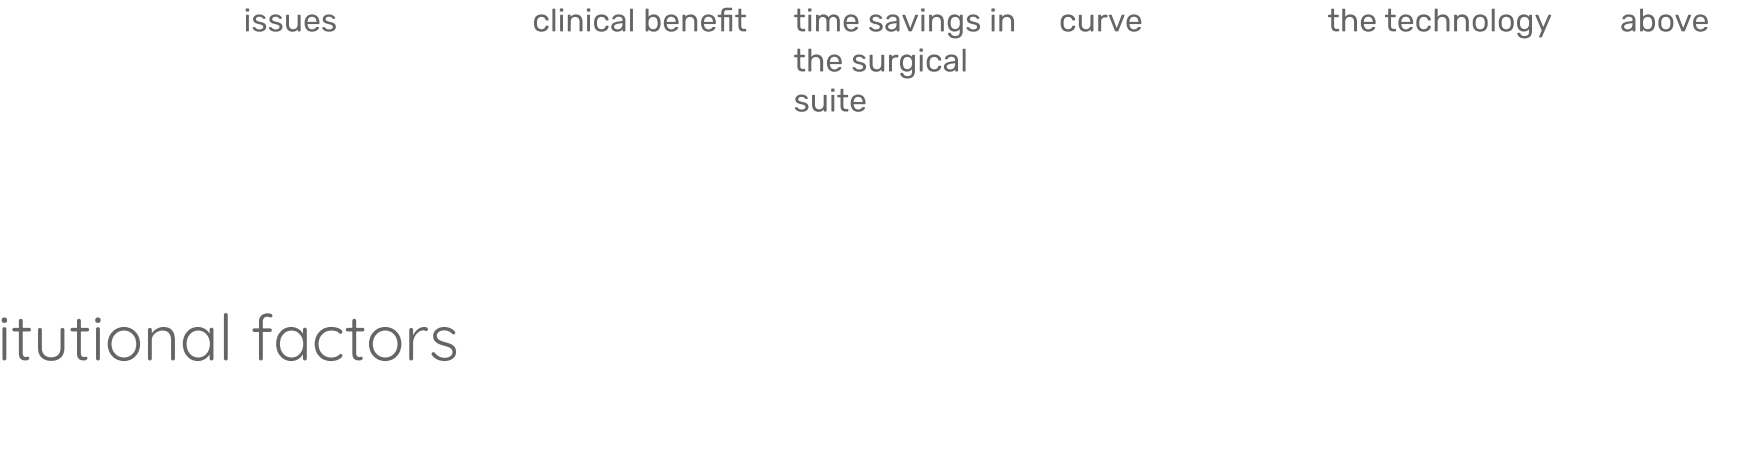 issues clinical benefit time savings in curve the technology above
the surgical
suite
itutional factors